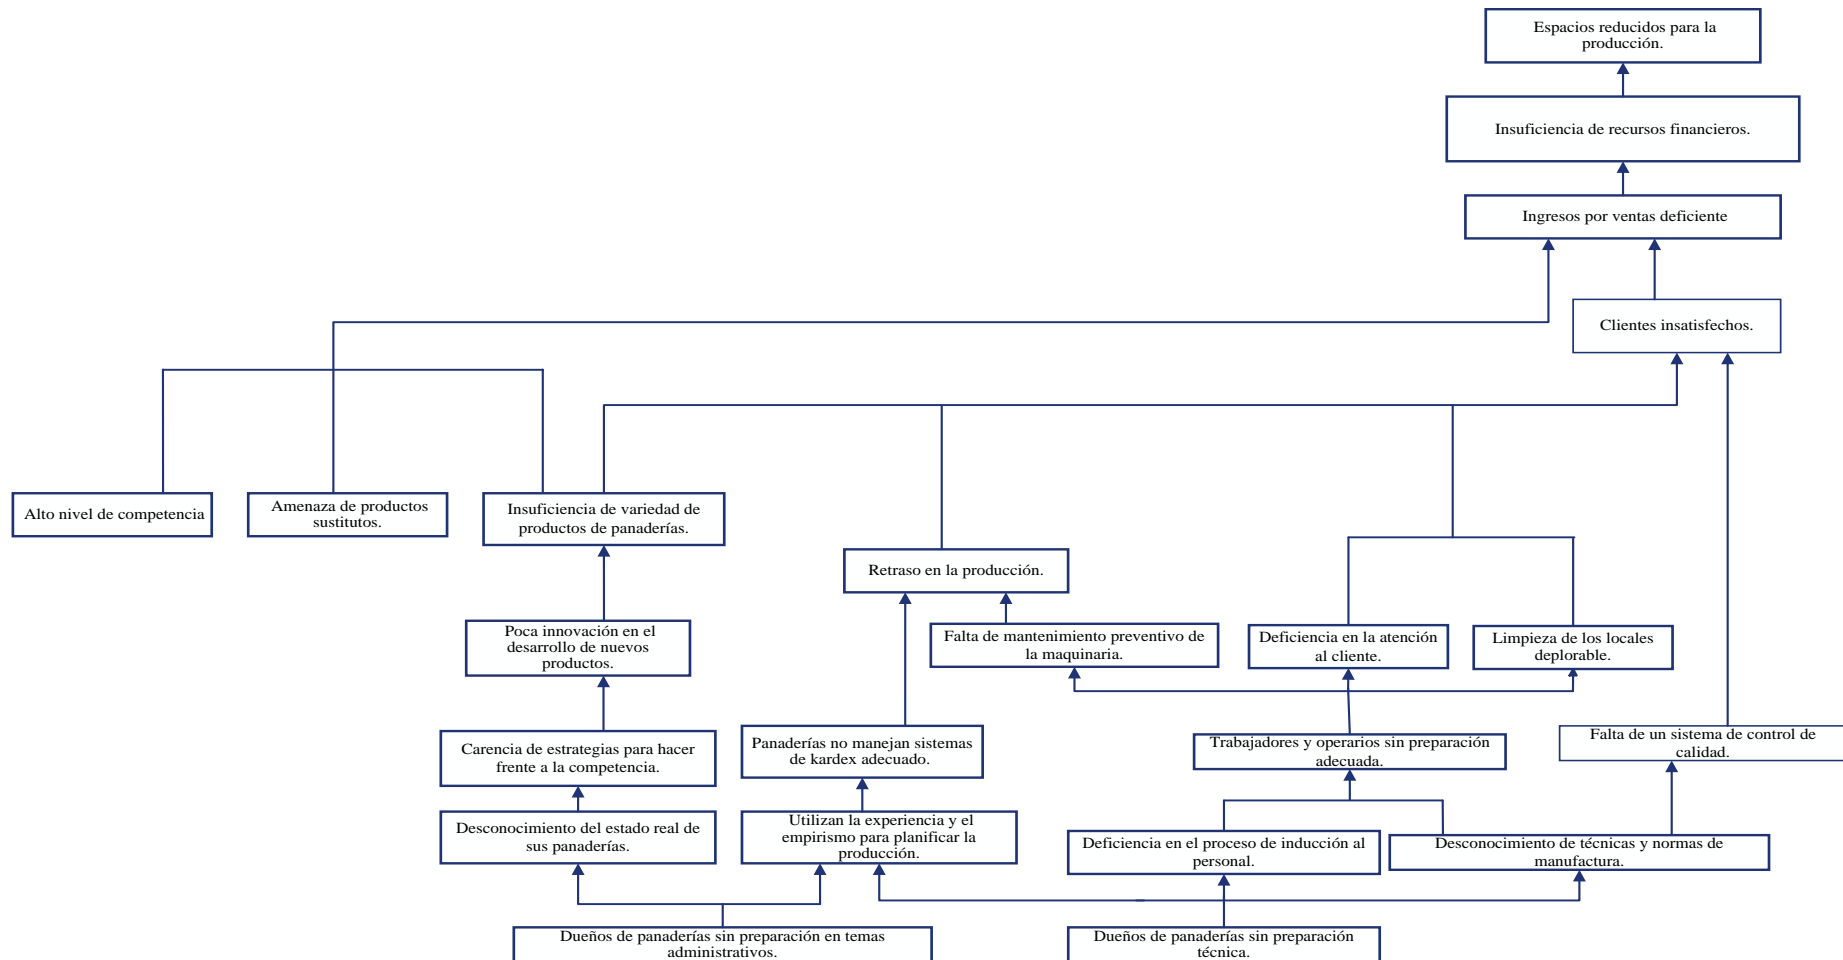 Espacios reducidos para la
producción.
Insuficiencia de recursos financieros.
Ingresos por ventas deficiente
Clientes insatisfechos.
Alto nivel de competencia
Amenaza de productos
sustitutos.
Insuficiencia de variedad de
productos de panaderías.
Retraso en la producción.
Poca innovación en el
desarrollo de nuevos
productos.
Falta de mantenimiento preventivo de
la maquinaria.
Deficiencia en la atención
al cliente.
Limpieza de los locales
deplorable.
Carencia de estrategias para hacer
frente a la competencia.
Panaderías no manejan sistemas
de kardex adecuado.
Trabajadores y operarios sin preparación
adecuada.
Falta de un sistema de control de
calidad.
Desconocimiento del estado real de
sus panaderías.
Utilizan la experiencia y el
empirismo para planificar la
producción.
Deficiencia en el proceso de inducción al
personal.
Desconocimiento de técnicas y normas de
manufactura.
Dueños de panaderías sin preparación en temas
administrativos.
Dueños de panaderías sin preparación
técnica.